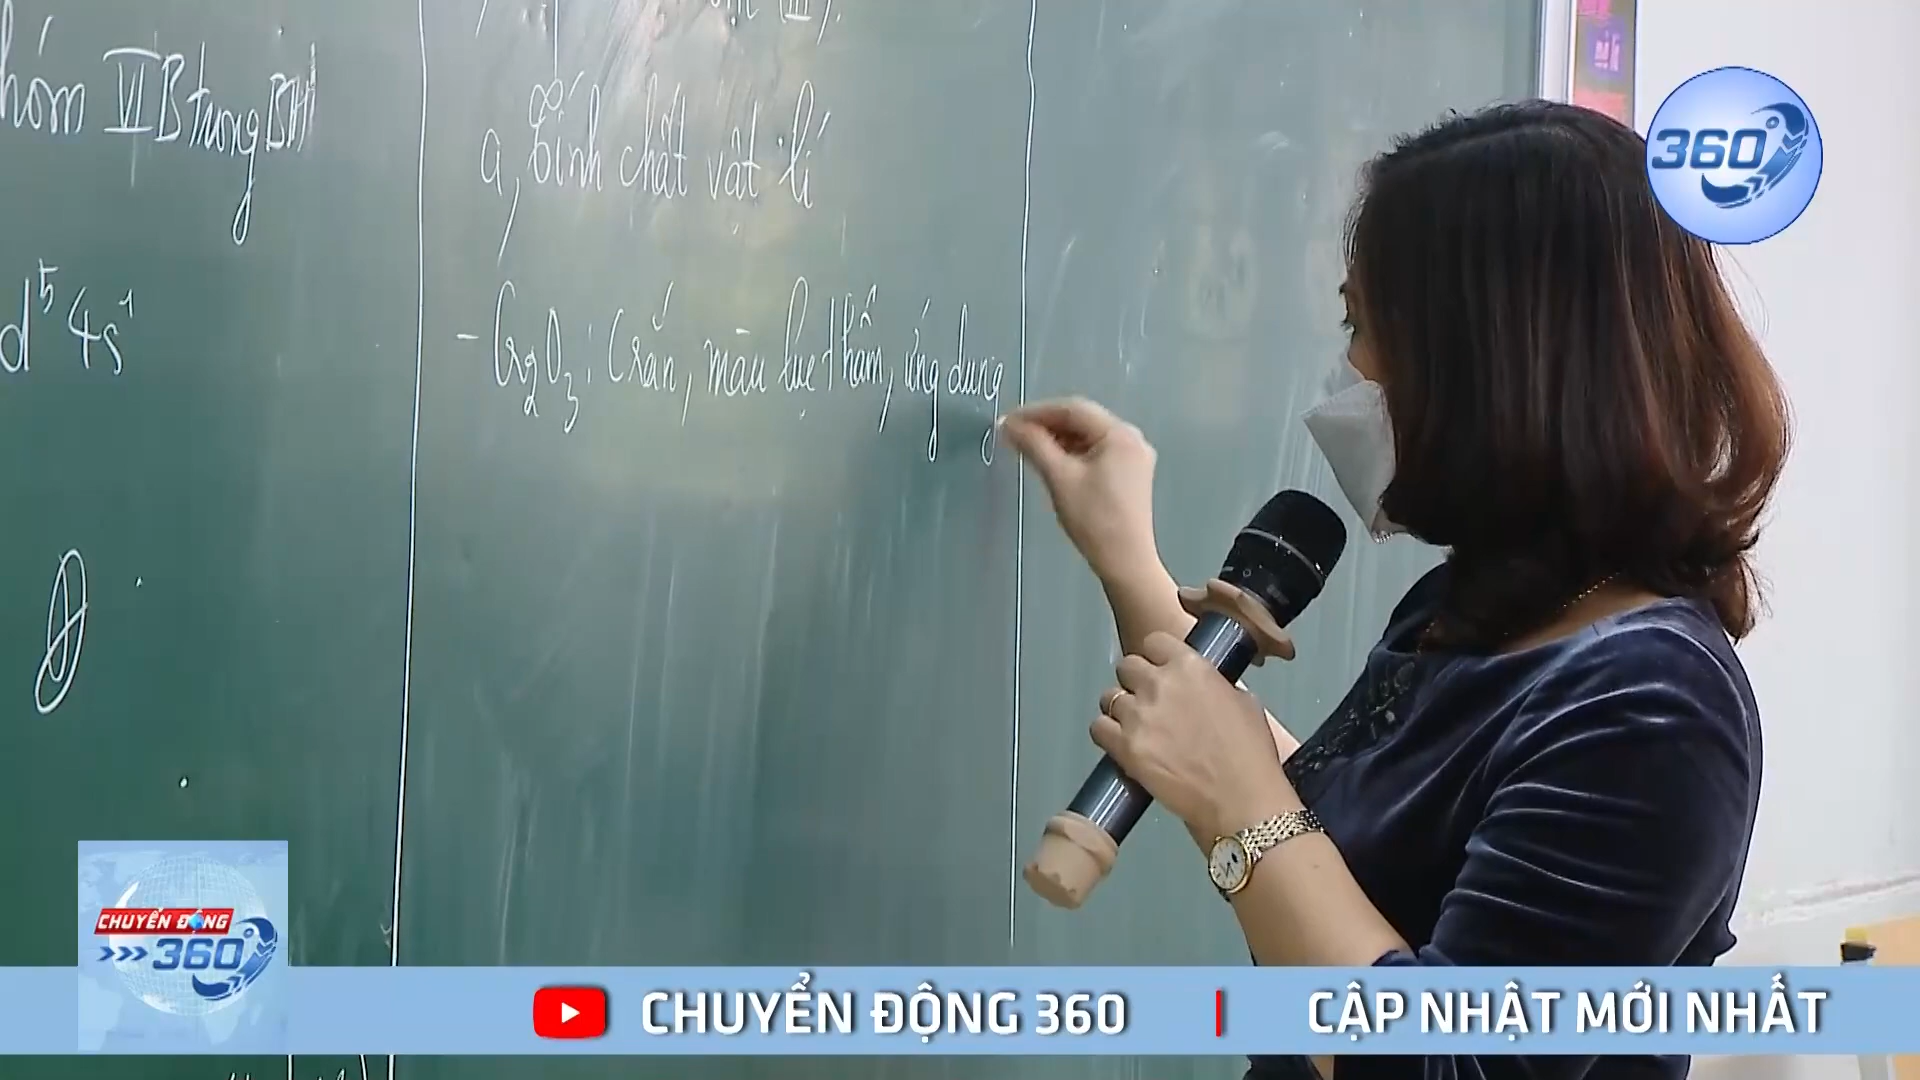 hóm VIB trong BTH
d⁵4s¹
(III).
a, tính chất vật lí
- Cr₂O₃: rắn, màu lục thẫm, ứng dụng
360
CHUYỂN ĐỘNG
360
CHUYỂN ĐỘNG 360 | CẬP NHẬT MỚI NHẤT